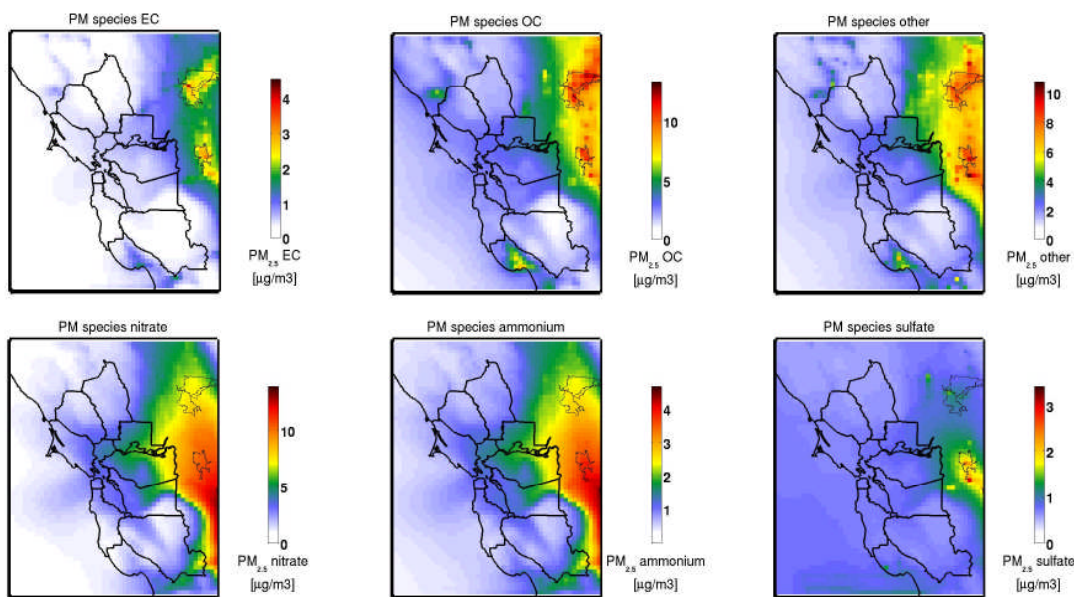 PM species EC
4
3
2
1
0
PM2.5 EC
[µg/m3]
PM species OC
10
5
0
PM2.5 OC
[µg/m3]
PM species other
10
8
6
4
2
0
PM2.5 other
[µg/m3]
PM species nitrate
10
5
0
PM2.5 nitrate
[µg/m3]
PM species ammonium
4
3
2
1
PM2.5 ammonium
[µg/m3]
PM species sulfate
3
2
1
0
PM2.5 sulfate
[µg/m3]